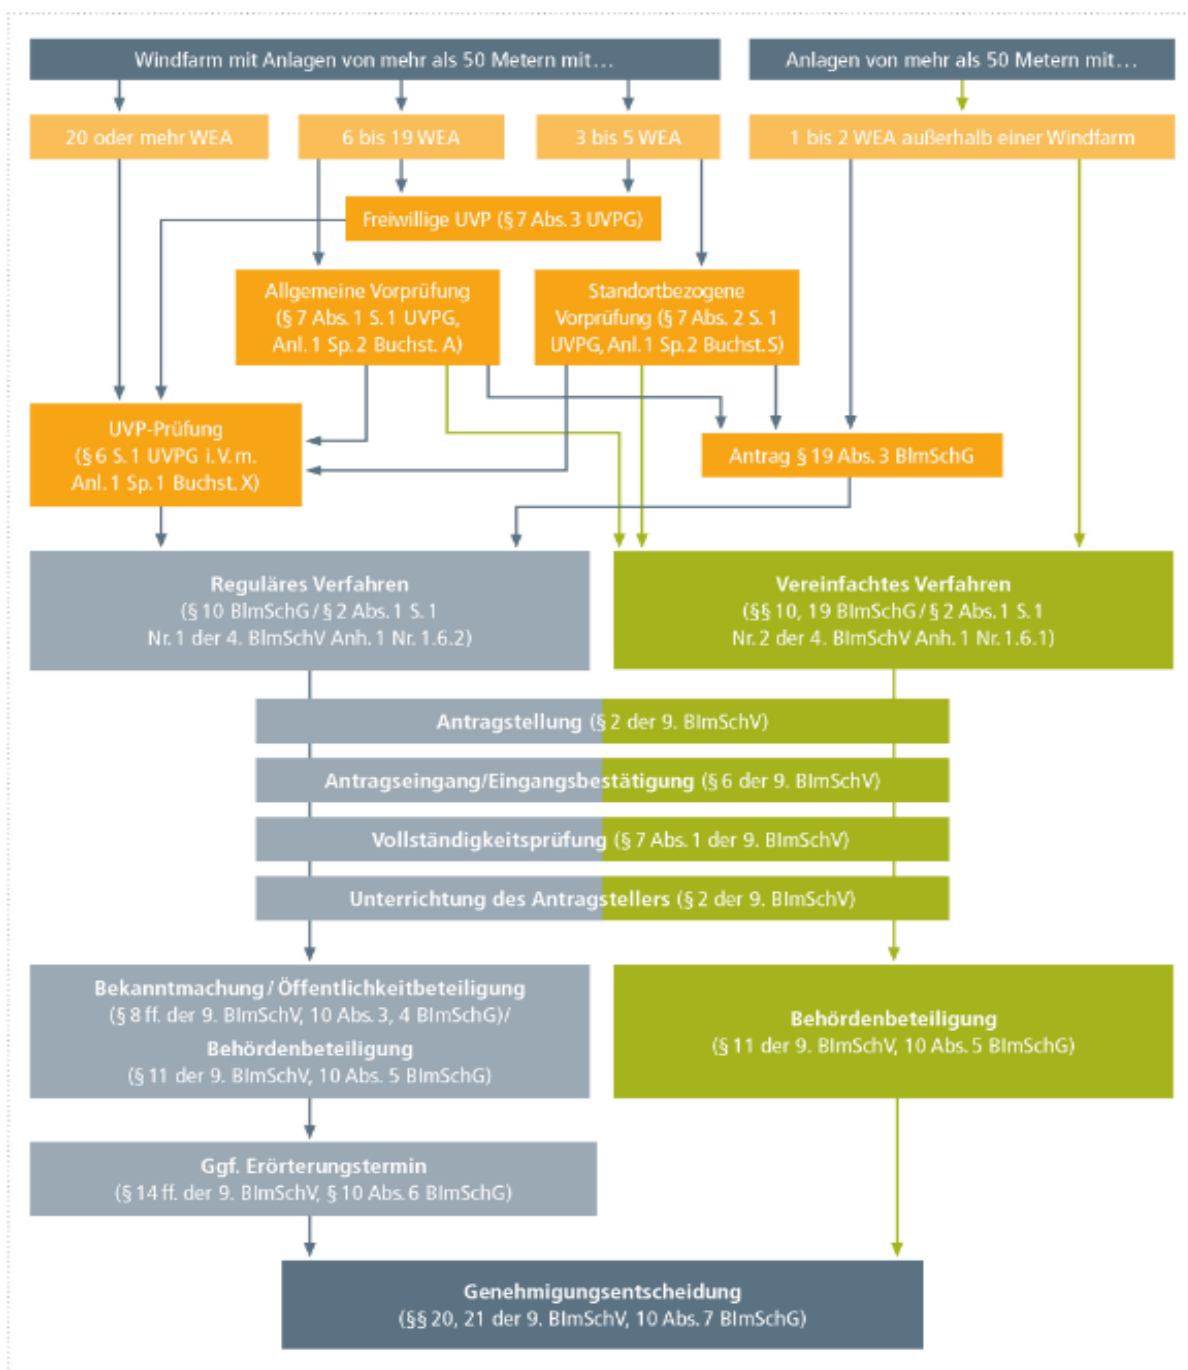 Windfarm mit Anlagen von mehr als 50 Metern mit...
Anlagen von mehr als 50 Metern mit...
20 oder mehr WEA
6 bis 19 WEA
3 bis 5 WEA
1 bis 2 WEA außerhalb einer Windfarm
Freiwillige UVP (§ 7 Abs. 3 UVPG)
Allgemeine Vorprüfung
(§ 7 Abs. 1 S. 1 UVPG,
Anl. 1 Sp. 2 Buchst. A)
Standortbezogene
Vorprüfung (§ 7 Abs. 2 S. 1
UVPG, Anl. 1 Sp. 2 Buchst. S)
UVP-Prüfung
(§ 6 S. 1 UVPG i. V. m.
Anl. 1 Sp. 1 Buchst. X)
Antrag § 19 Abs. 3 BImSchG
Reguläres Verfahren
(§ 10 BImSchG / § 2 Abs. 1 S. 1
Nr. 1 der 4. BImSchV Anh. 1 Nr. 1.6.2)
Vereinfachtes Verfahren
(§§ 10, 19 BImSchG / § 2 Abs. 1 S. 1
Nr. 2 der 4. BImSchV Anh. 1 Nr. 1.6.1)
Antragstellung (§ 2 der 9. BImSchV)
Antragseingang/Eingangsbestätigung (§ 6 der 9. BImSchV)
Vollständigkeitsprüfung (§ 7 Abs. 1 der 9. BImSchV)
Unterrichtung des Antragstellers (§ 2 der 9. BImSchV)
Bekanntmachung / Öffentlichkeitbeteiligung
(§ 8 ff. der 9. BImSchV, 10 Abs. 3, 4 BImSchG)/
Behördenbeteiligung
(§ 11 der 9. BImSchV, 10 Abs. 5 BImSchG)
Behördenbeteiligung
(§ 11 der 9. BImSchV, 10 Abs. 5 BImSchG)
Ggf. Erörterungstermin
(§ 14 ff. der 9. BImSchV, § 10 Abs. 6 BImSchG)
Genehmigungsentscheidung
(§§ 20, 21 der 9. BImSchV, 10 Abs. 7 BImSchG)